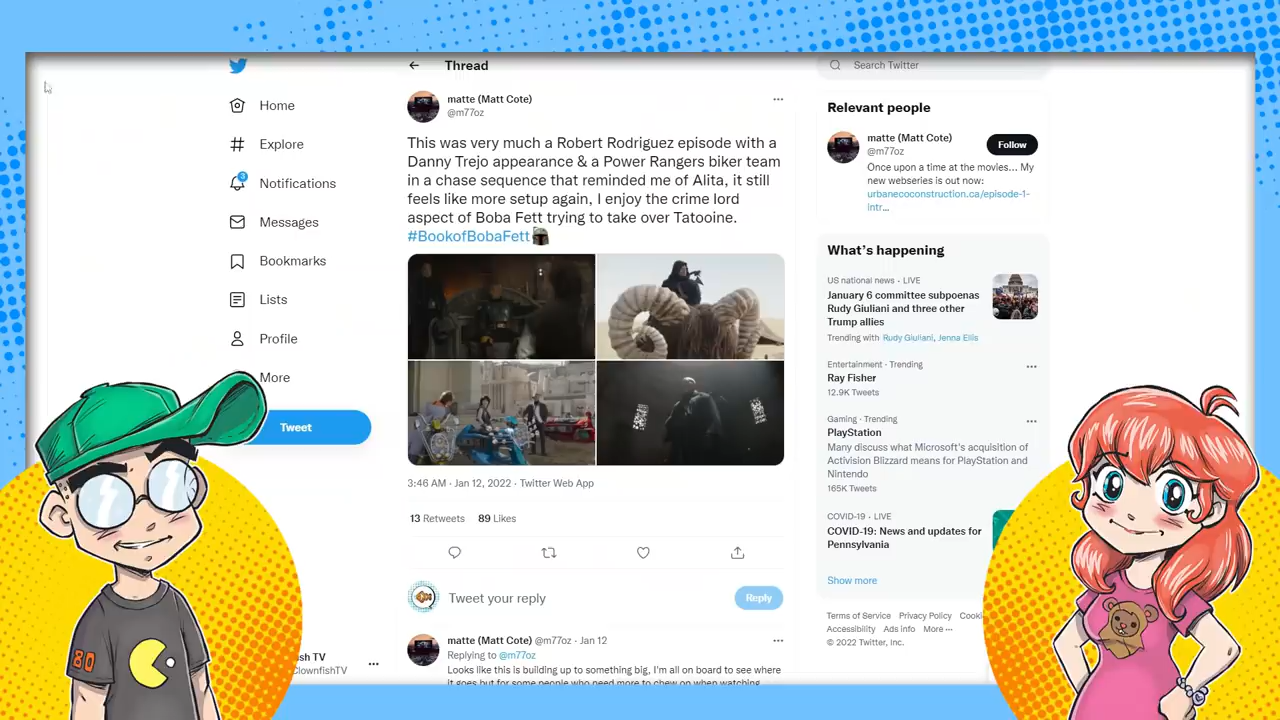 Home
Explore
3
Notifications
Messages
Bookmarks
Lists
Profile
More
Tweet
sh TV
ClownfishTV
Thread
matte (Matt Cote)
@m77oz
This was very much a Robert Rodriguez episode with a
Danny Trejo appearance & a Power Rangers biker team
in a chase sequence that reminded me of Alita, it still
feels like more setup again, I enjoy the crime lord
aspect of Boba Fett trying to take over Tatooine.
#BookofBobaFett
3:46 AM · Jan 12, 2022 · Twitter Web App
13 Retweets 89 Likes
Tweet your reply
Reply
matte (Matt Cote) @m77oz · Jan 12
Replying to @m77oz
Looks like this is building up to something big, I'm all on board to see where
it goes but for some people who need more to chew on when watching
Search Twitter
Relevant people
matte (Matt Cote)
@m77oz
Follow
Once upon a time at the movies... My
new webseries is out now:
urbanecoconstruction.ca/episode-1-
intr...
What's happening
US national news · LIVE
January 6 committee subpoenas
Rudy Giuliani and three other
Trump allies
Trending with Rudy Giuliani, Jenna Ellis
Entertainment · Trending
Ray Fisher
12.9K Tweets
Gaming · Trending
PlayStation
Many discuss what Microsoft's acquisition of
Activision Blizzard means for PlayStation and
Nintendo
165K Tweets
COVID-19 · LIVE
COVID-19: News and updates for
Pennsylvania
Show more
Terms of Service Privacy Policy Cooki
Accessibility Ads info More ...
© 2022 Twitter, Inc.
80